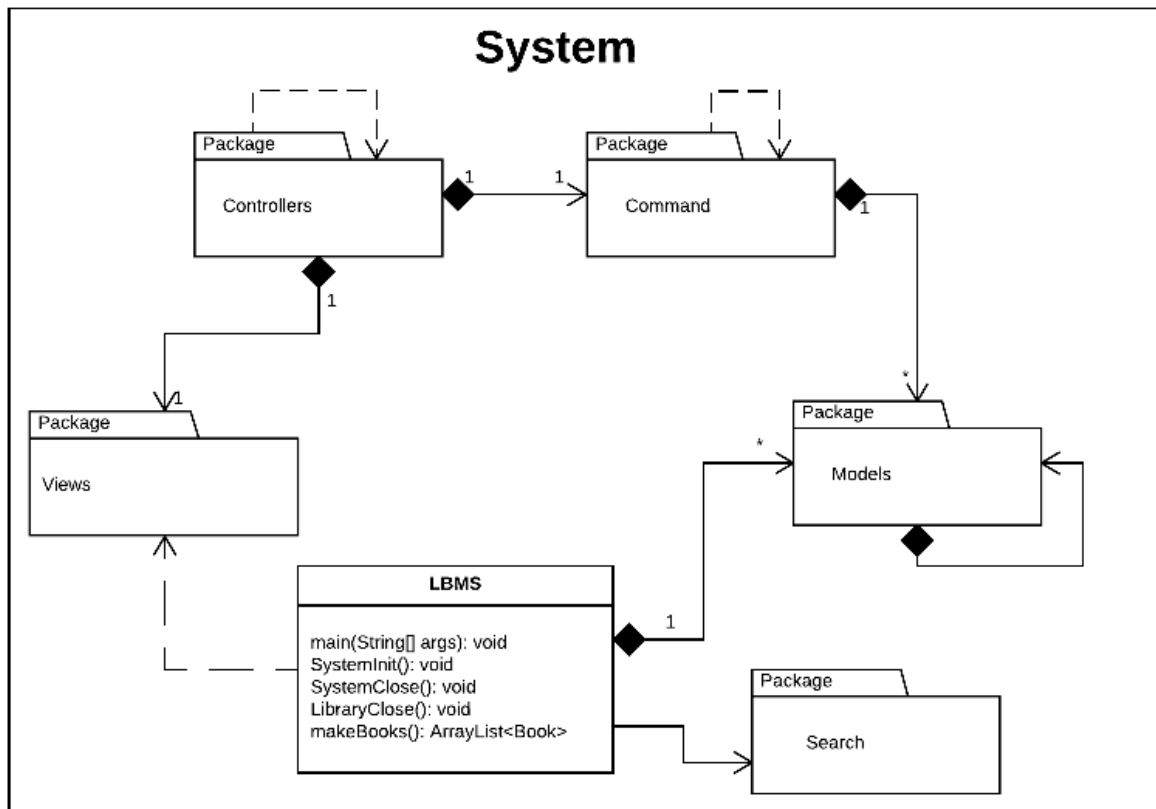 System
Package
Controllers
1
1
Package
Command
1
1
1
*
Package
Views
Package
Models
*
LBMS
main(String[] args): void
SystemInit(): void
SystemClose(): void
LibraryClose(): void
makeBooks(): ArrayList<Book>
1
Package
Search